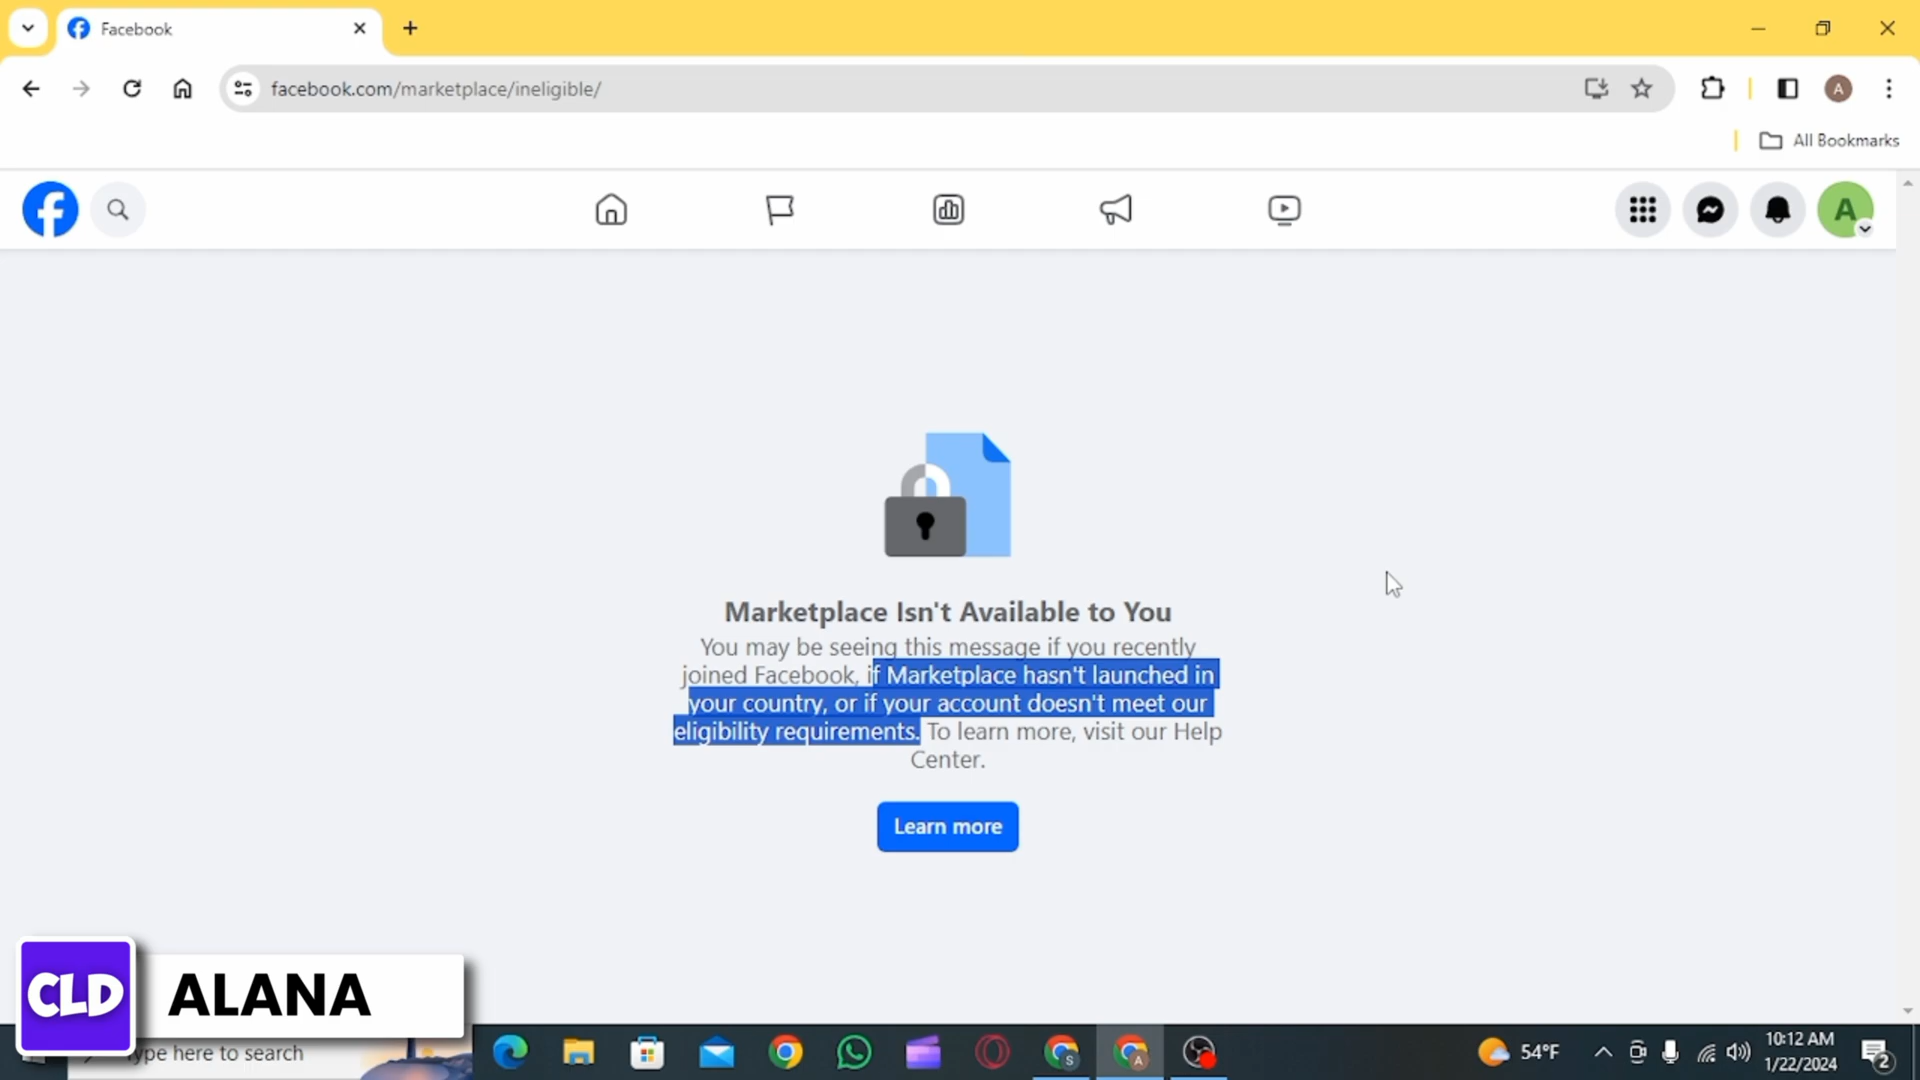 Facebook
facebook.com/marketplace/ineligible/
A
All Bookmarks
A
Marketplace Isn't Available to You
You may be seeing this message if you recently
joined Facebook, if Marketplace hasn't launched in
your country, or if your account doesn't meet our
eligibility requirements. To learn more, visit our Help
Center.
Learn more
CLD
ALANA
Type here to search
S
A
54°F
10:12 AM
1/22/2024
2